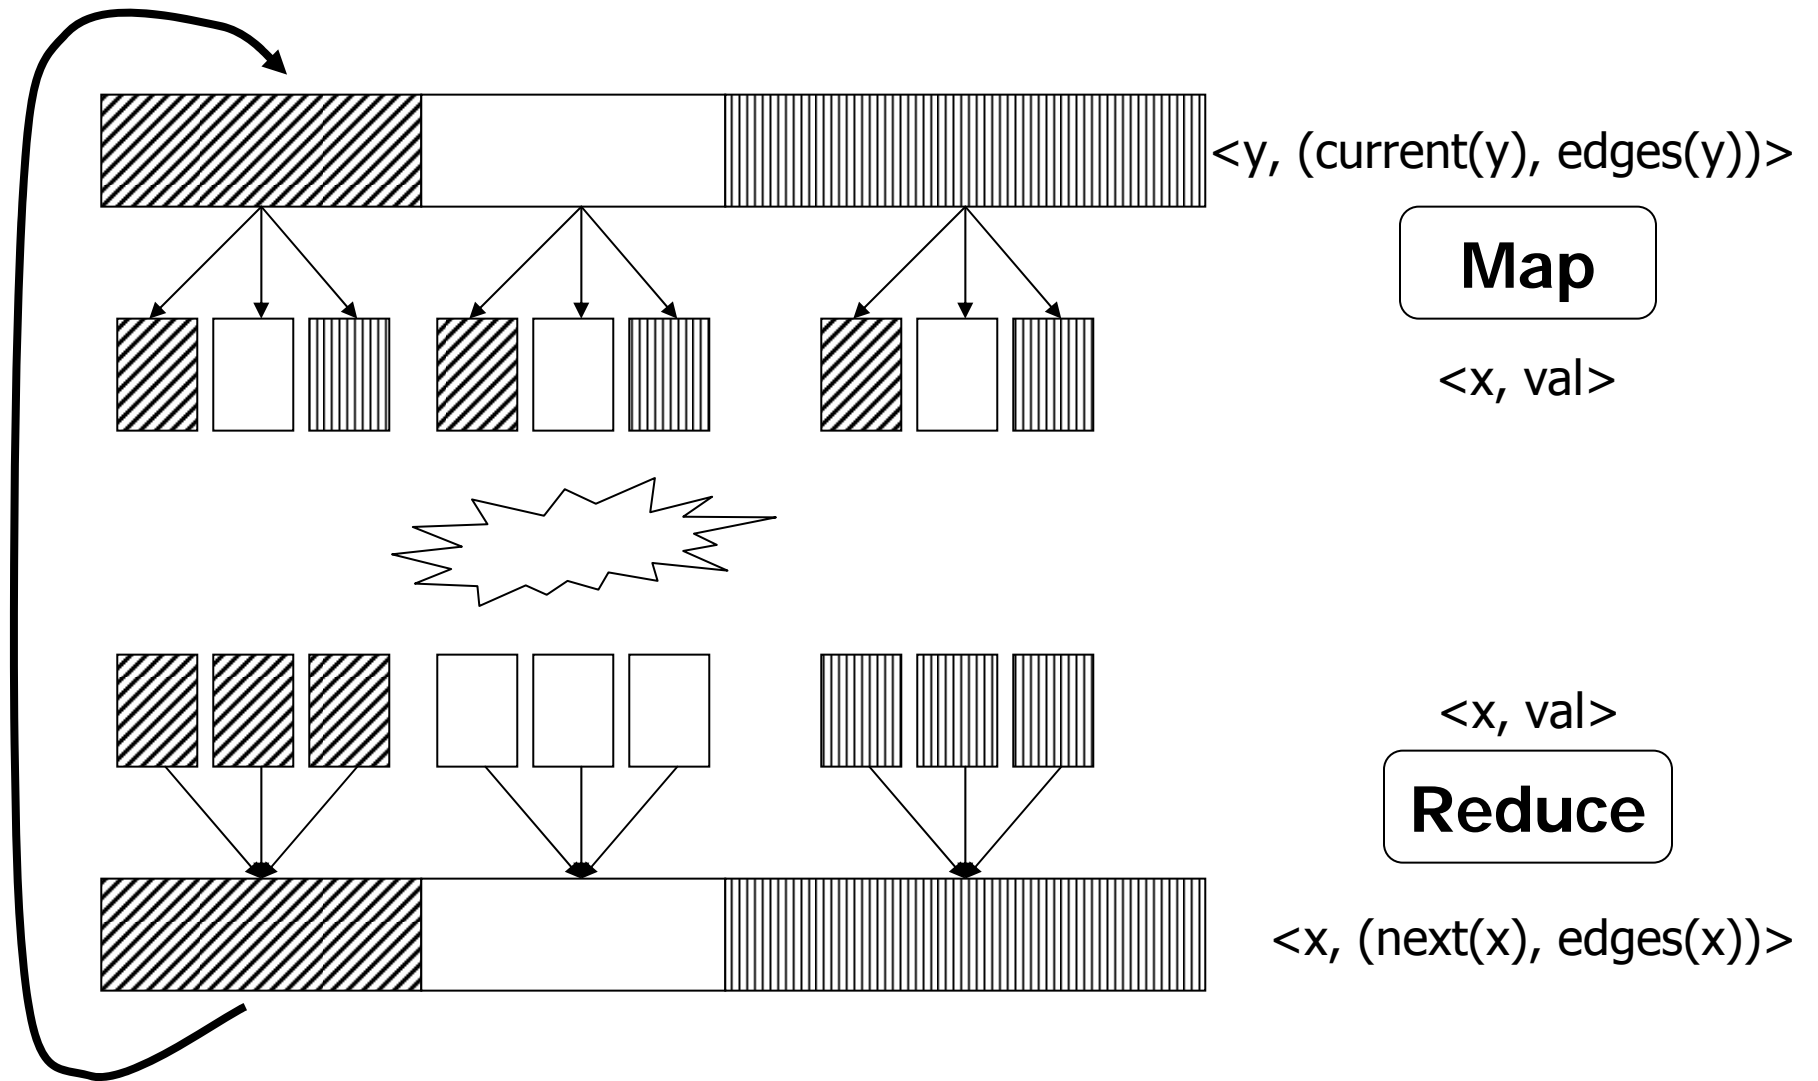 <y, (current(y), edges(y))>
Map
<x, val>
<x, val>
Reduce
<x, (next(x), edges(x))>